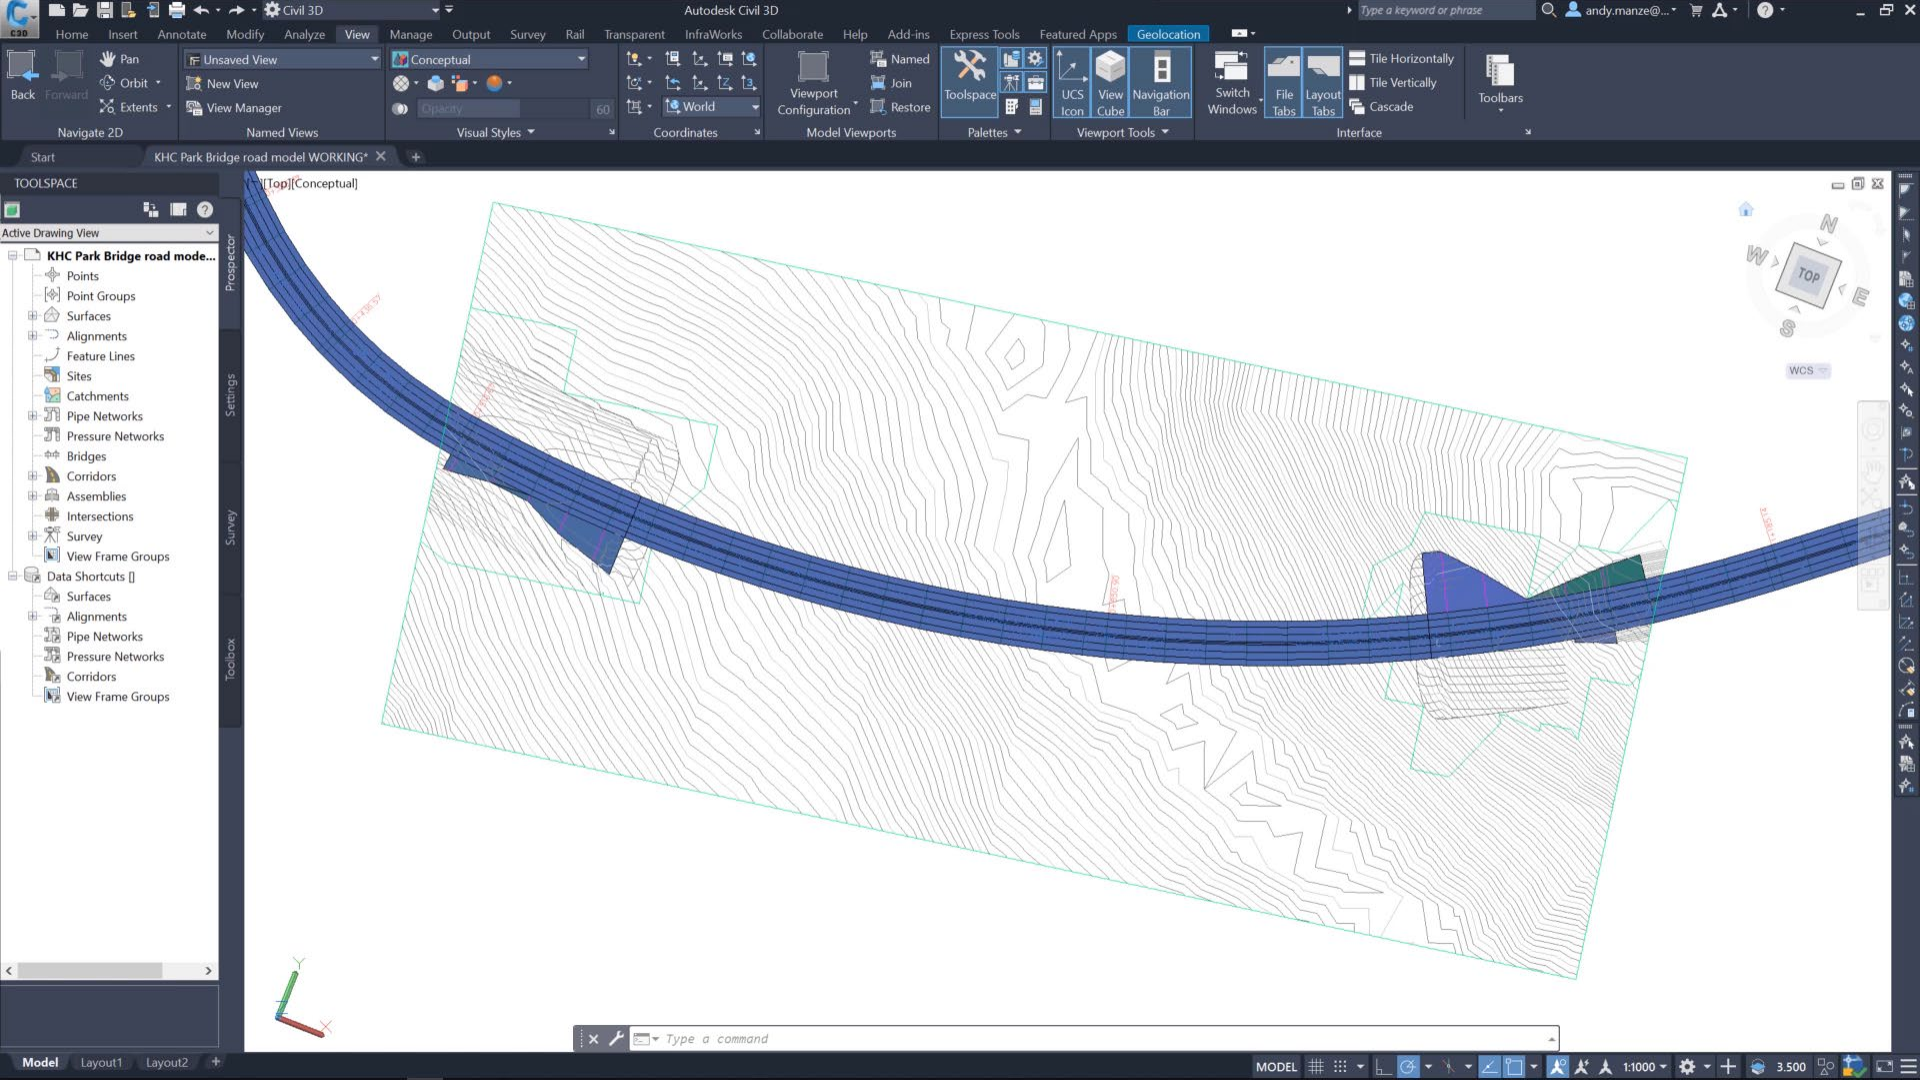 Civil 3D
Autodesk Civil 3D
Type a keyword or phrase
andy.manze@...
C3D
Home Insert Annotate Modify Analyze View Manage Output Survey Rail Transparent InfraWorks Collaborate Help Add-ins Express Tools Featured Apps Geolocation
Back
Forward
Pan
Orbit
Extents
Navigate 2D
Unsaved View
New View
View Manager
Named Views
Conceptual
Opacity 60
Visual Styles
World
Coordinates
Viewport
Configuration
Named
Join
Restore
Model Viewports
Toolspace
Palettes
UCS
Icon
View
Cube
Navigation
Bar
Viewport Tools
Switch
Windows
File
Tabs
Layout
Tabs
Tile Horizontally
Tile Vertically
Cascade
Interface
Toolbars
Start
KHC Park Bridge road model WORKING*
TOOLSPACE
Active Drawing View
KHC Park Bridge road mode...
Points
Point Groups
Surfaces
Alignments
Feature Lines
Sites
Catchments
Pipe Networks
Pressure Networks
Bridges
Corridors
Assemblies
Intersections
Survey
View Frame Groups
Data Shortcuts []
Surfaces
Alignments
Pipe Networks
Pressure Networks
Corridors
View Frame Groups
Prospector
Settings
Survey
Toolbox
[Top][Conceptual]
N
W
TOP
E
S
WCS
Y
X
Type a command
Model Layout1 Layout2
MODEL
1:1000
3.500